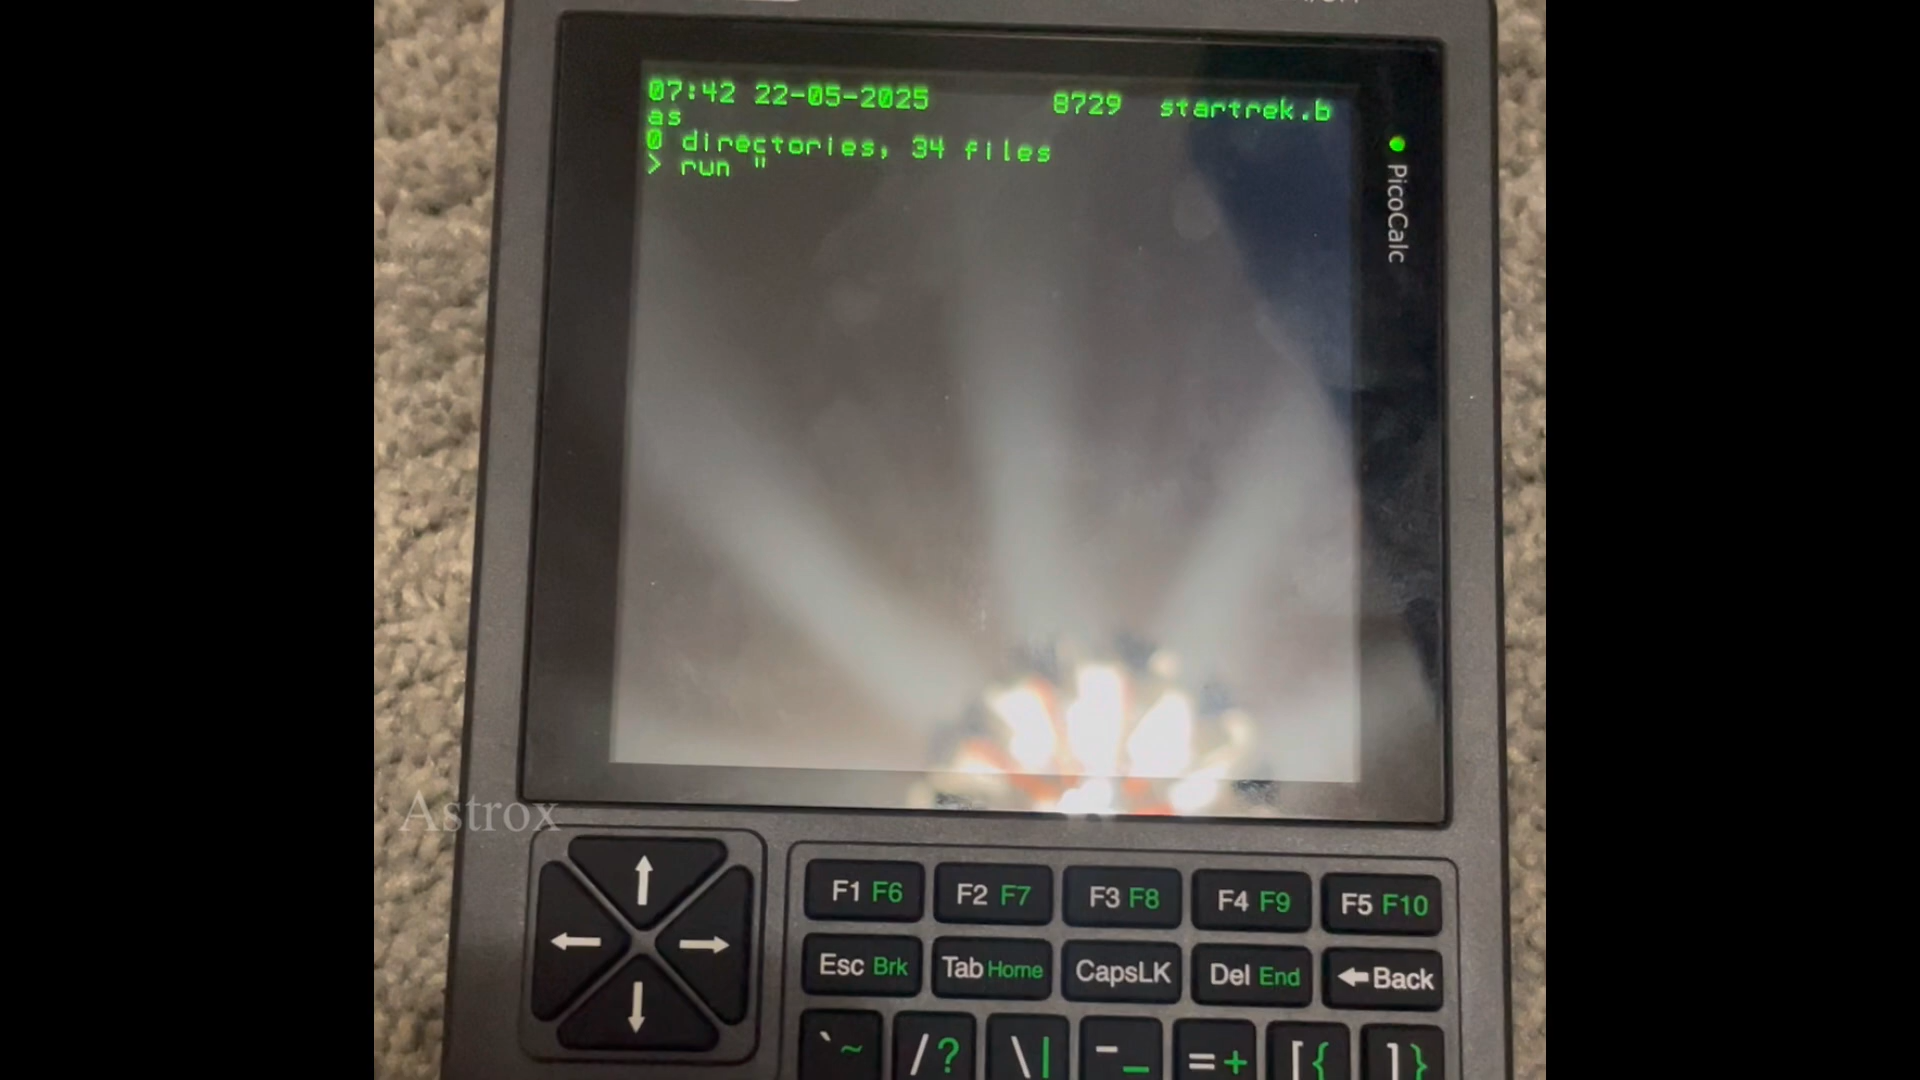 07:42 22-05-2025 8729 startrek.b
as
0 directories, 34 files
> run "
PicoCalc
Astrox
F1 F6 F2 F7 F3 F8 F4 F9 F5 F10
Esc Brk Tab Home CapsLK Del End Back
` ~ / ? \ | - _ = + [ { ] }